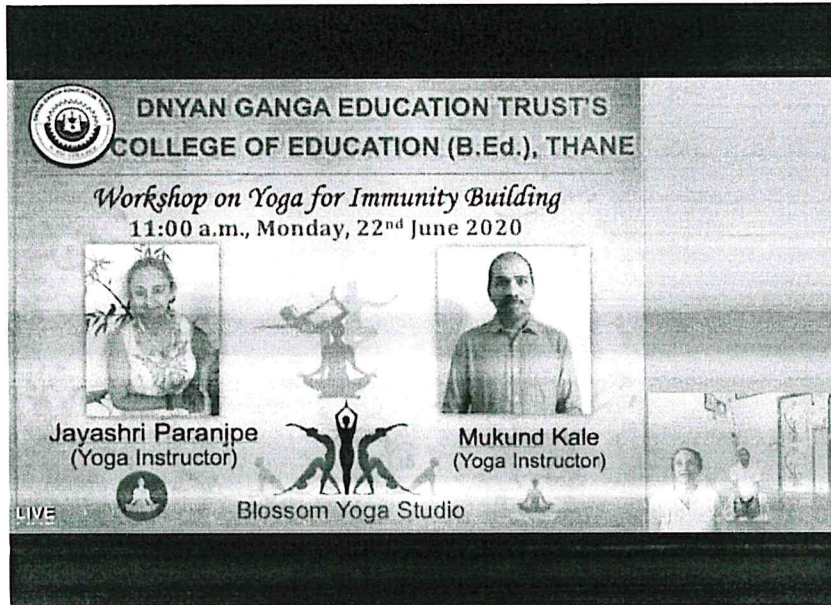 DNYAN GANGA EDUCATION TRUST'S
COLLEGE OF EDUCATION (B.Ed.), THANE
Workshop on Yoga for Immunity Building
11:00 a.m., Monday, 22nd June 2020
Jayashri Paranjpe
(Yoga Instructor)
Mukund Kale
(Yoga Instructor)
Blossom Yoga Studio
LIVE